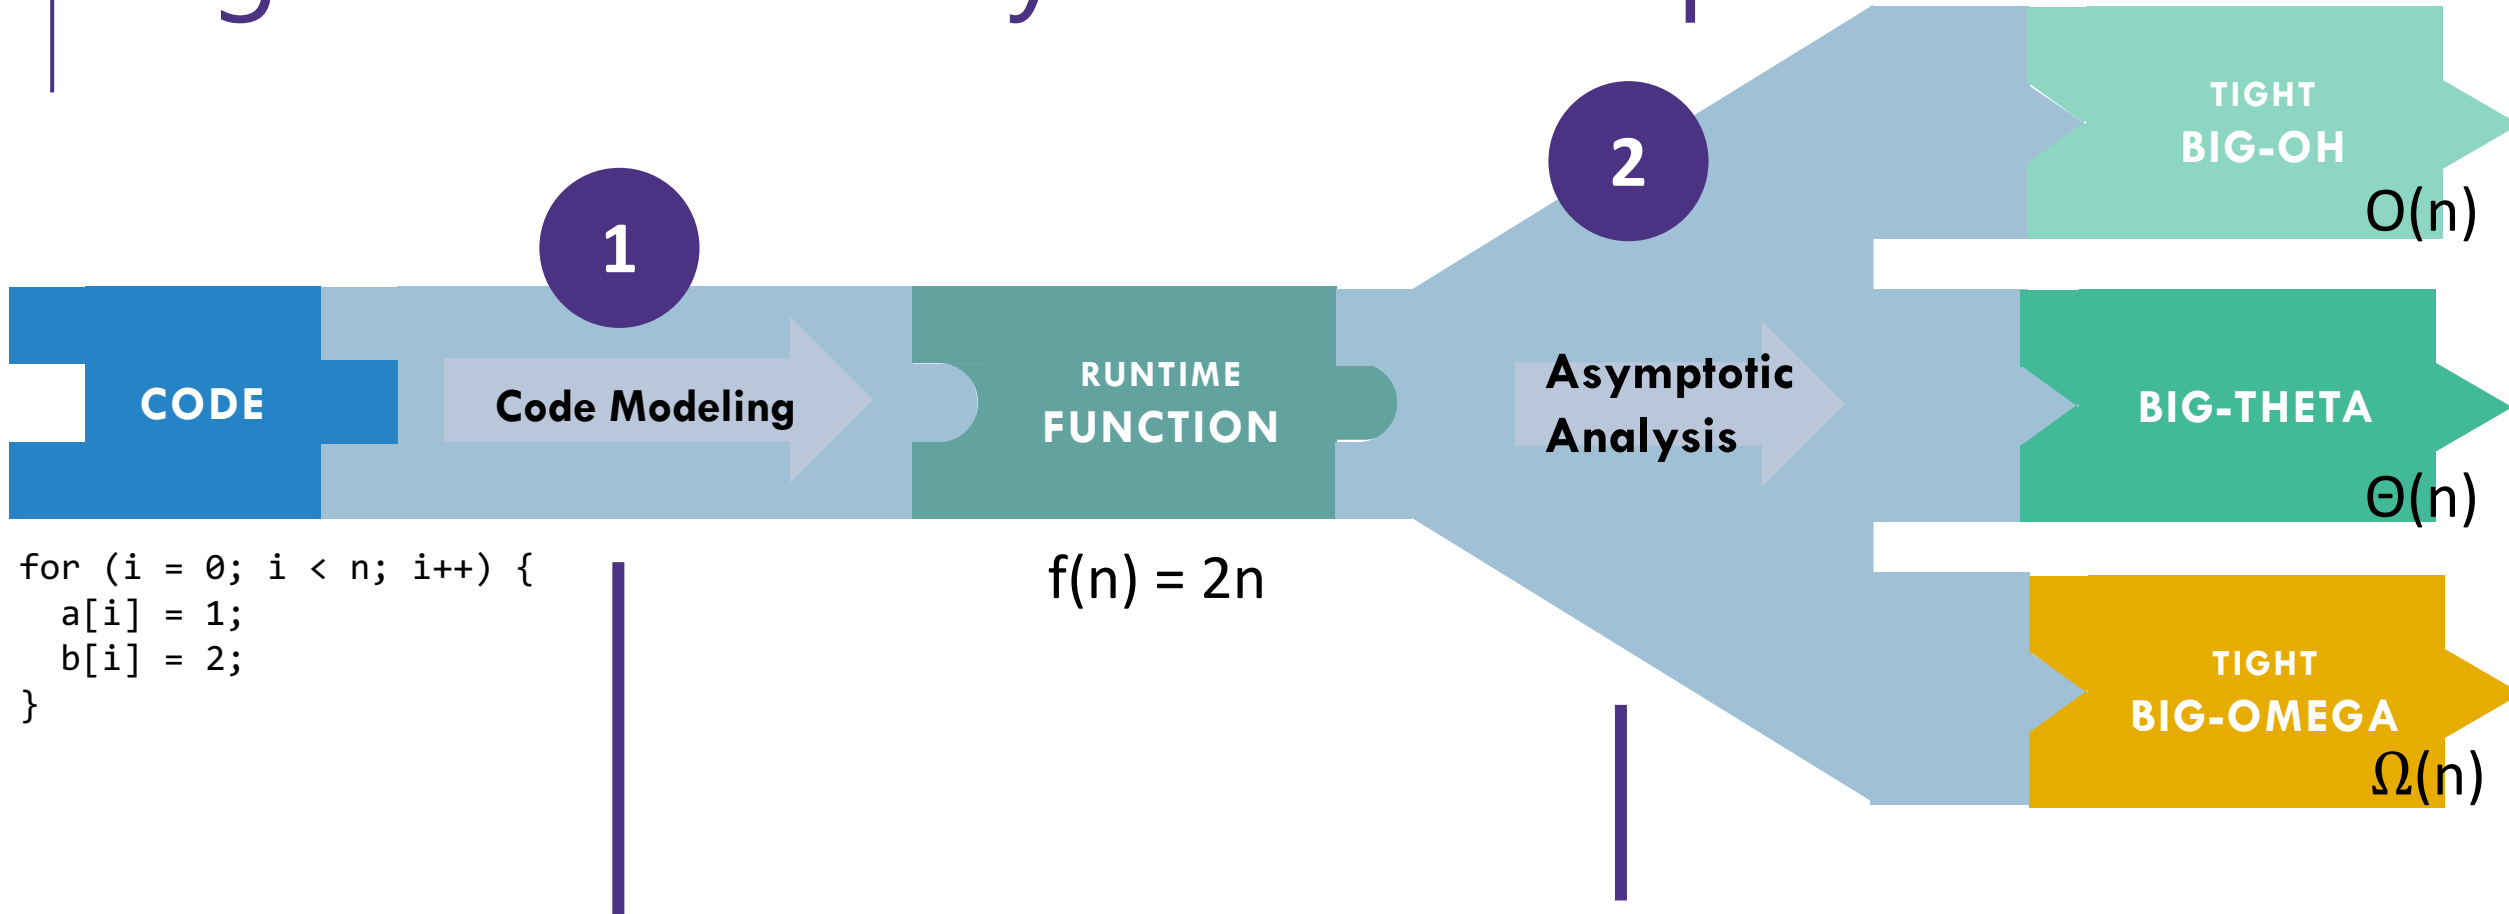 1
2
CODE
Code Modeling
RUNTIME
FUNCTION
Asymptotic
Analysis
TIGHT
BIG-OH
O(n)
BIG-THETA
Θ(n)
TIGHT
BIG-OMEGA
Ω(n)
for (i = 0; i < n; i++) {
a[i] = 1;
b[i] = 2;
}
f(n) = 2n